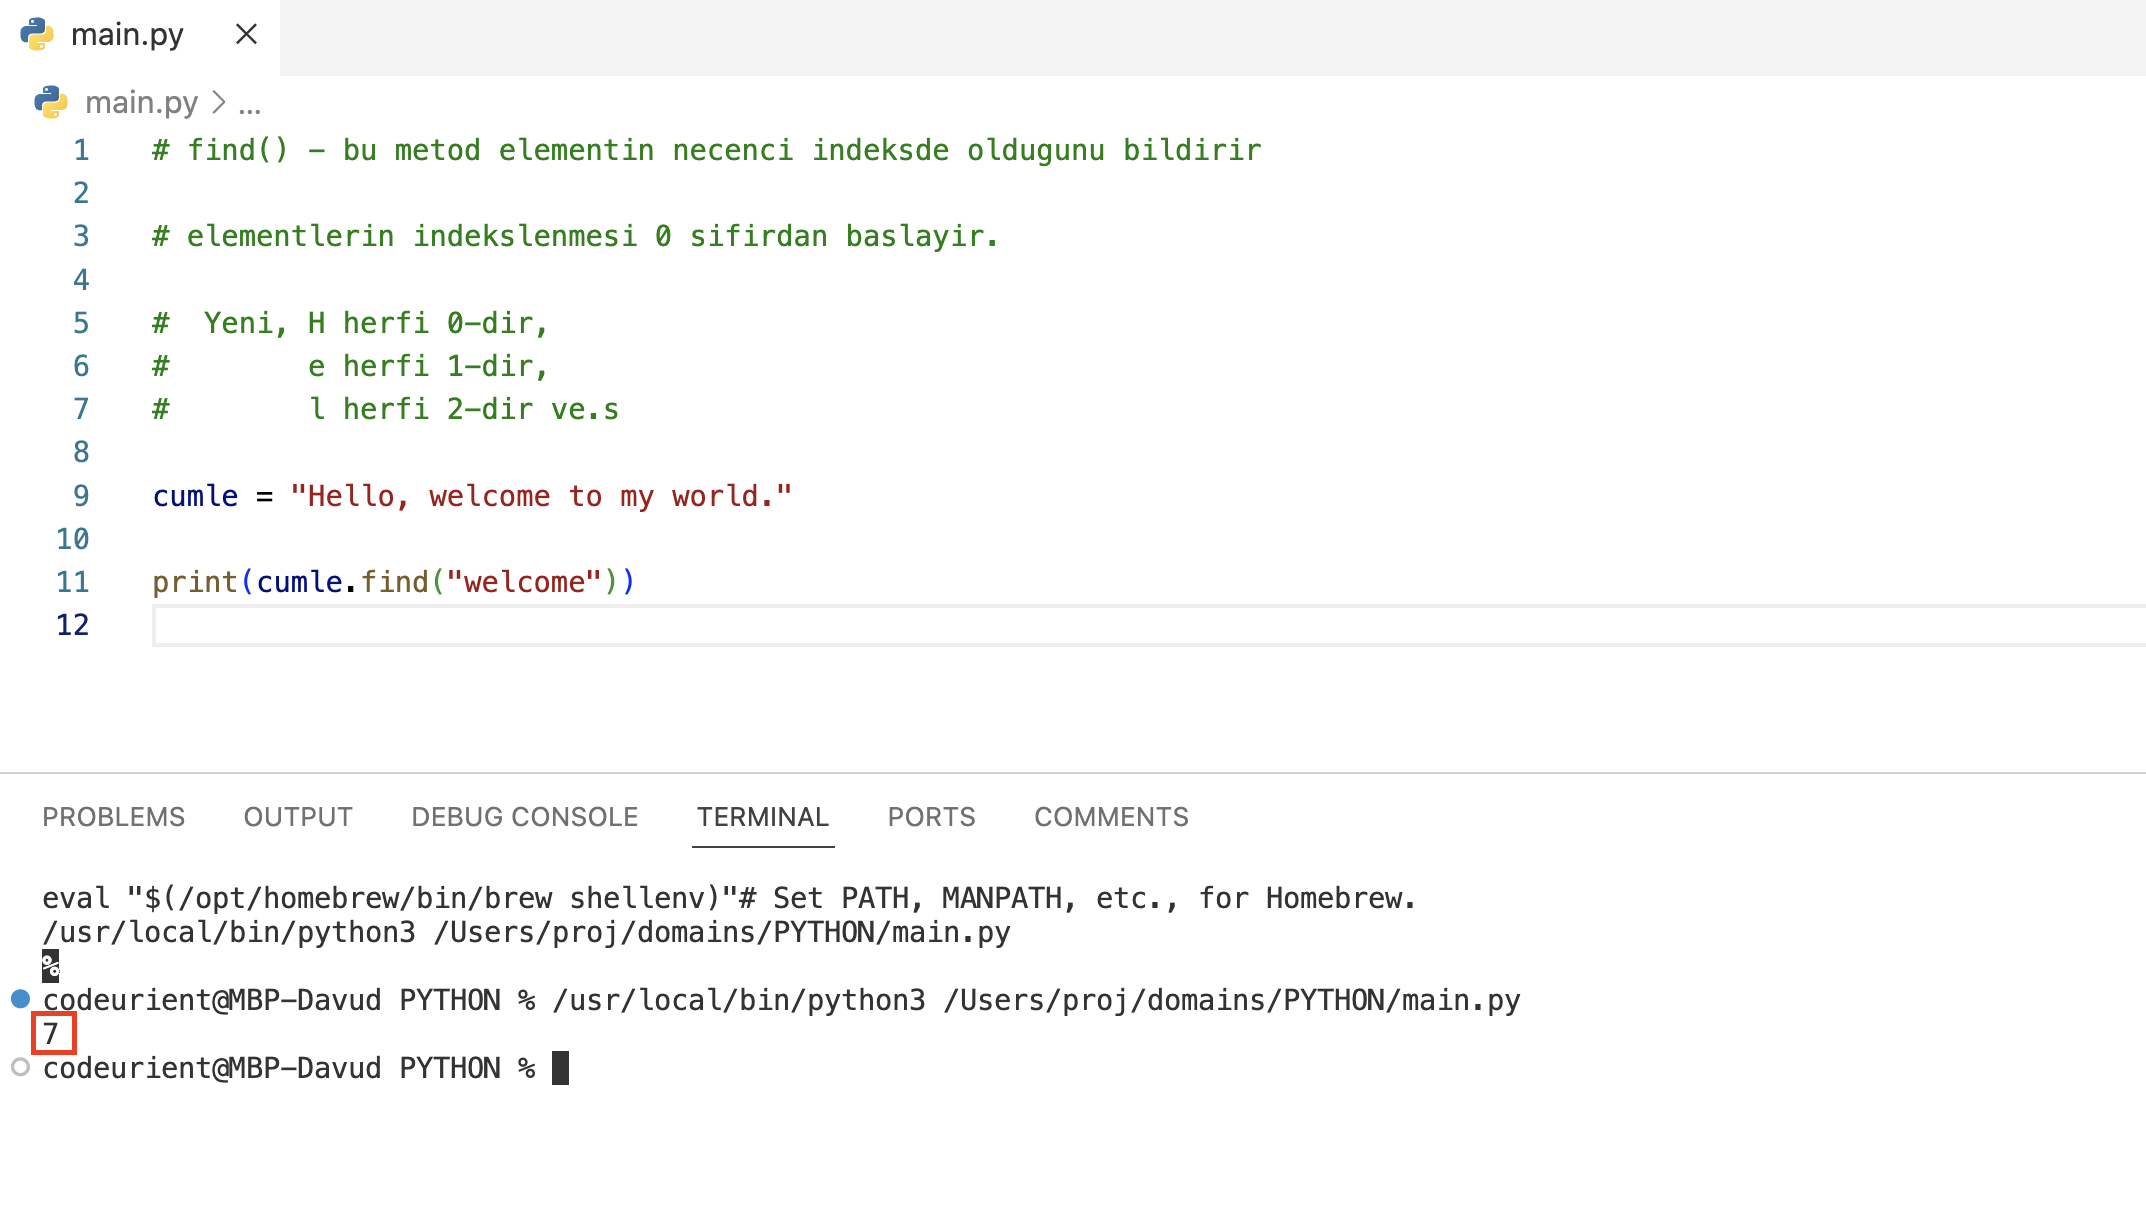 main.py
main.py > ...
1 # find() - bu metod elementin necenci indeksde oldugunu bildirir
2
3 # elementlerin indekslenmesi 0 sifirdan baslayir.
4
5 #  Yeni, H herfi 0-dir,
6 #        e herfi 1-dir,
7 #        l herfi 2-dir ve.s
8
9 cumle = "Hello, welcome to my world."
10
11 print(cumle.find("welcome"))
12
PROBLEMS OUTPUT DEBUG CONSOLE TERMINAL PORTS COMMENTS
eval "$(/opt/homebrew/bin/brew shellenv)"# Set PATH, MANPATH, etc., for Homebrew.
/usr/local/bin/python3 /Users/proj/domains/PYTHON/main.py
%
codeurient@MBP-Davud PYTHON % /usr/local/bin/python3 /Users/proj/domains/PYTHON/main.py
7
codeurient@MBP-Davud PYTHON %